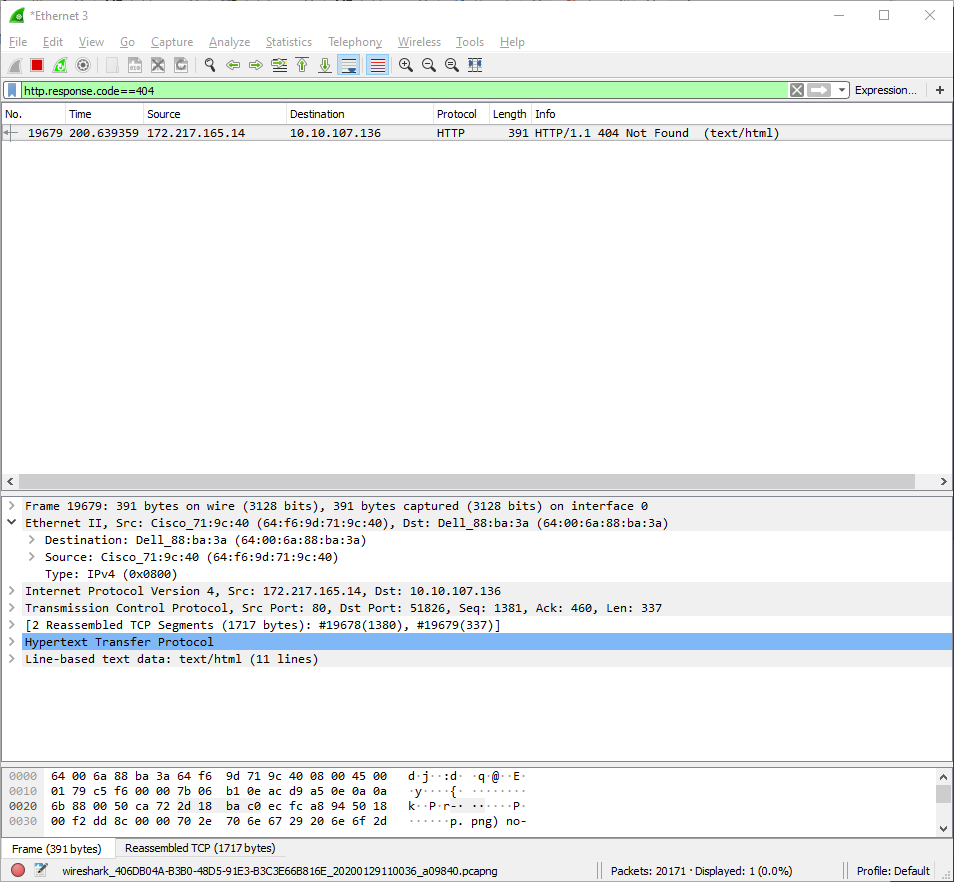 *Ethernet 3
File Edit View Go Capture Analyze Statistics Telephony Wireless Tools Help
http.response.code==404 Expression... +
No. Time Source Destination Protocol Length Info
19679 200.639359 172.217.165.14 10.10.107.136 HTTP 391 HTTP/1.1 404 Not Found (text/html)
Frame 19679: 391 bytes on wire (3128 bits), 391 bytes captured (3128 bits) on interface 0
Ethernet II, Src: Cisco_71:9c:40 (64:f6:9d:71:9c:40), Dst: Dell_88:ba:3a (64:00:6a:88:ba:3a)
Destination: Dell_88:ba:3a (64:00:6a:88:ba:3a)
Source: Cisco_71:9c:40 (64:f6:9d:71:9c:40)
Type: IPv4 (0x0800)
Internet Protocol Version 4, Src: 172.217.165.14, Dst: 10.10.107.136
Transmission Control Protocol, Src Port: 80, Dst Port: 51826, Seq: 1381, Ack: 460, Len: 337
[2 Reassembled TCP Segments (1717 bytes): #19678(1380), #19679(337)]
Hypertext Transfer Protocol
Line-based text data: text/html (11 lines)
0000 64 00 6a 88 ba 3a 64 f6 9d 71 9c 40 08 00 45 00 d·j··:d· ·q·@··E·
0010 01 79 c5 f6 00 00 7b 06 b1 0e ac d9 a5 0e 0a 0a ·y····{· ········
0020 6b 88 00 50 ca 72 2d 18 ba c0 ec fc a8 94 50 18 k··P·r-· ······P·
0030 00 f2 dd 8c 00 00 70 2e 70 6e 67 29 20 6e 6f 2d ······p. png) no-
Frame (391 bytes) Reassembled TCP (1717 bytes)
wireshark_406DB04A-B3B0-48D5-91E3-B3C3E66B816E_20200129110036_a09840.pcapng Packets: 20171 · Displayed: 1 (0.0%) Profile: Default